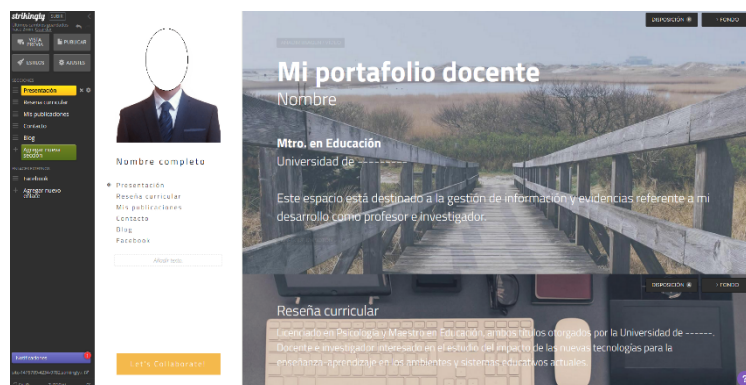 strikingly
VISTA PREVIA
PUBLICAR
ESTILOS
AJUSTES
SECCIONES
Presentación
Reseña curricular
Mis publicaciones
Contacto
Blog
Agregar nueva sección
Facebook
Agregar nuevo enlace
Notificaciones
Nombre completo
Presentación
Reseña curricular
Mis publicaciones
Contacto
Blog
Facebook
Añadir texto
Let's Collaborate!
DISPOSICIÓN
FONDO
Mi portafolio docente
Nombre
Mtro. en Educación
Universidad de ---------
Este espacio está destinado a la gestión de información y evidencias referente a mi
desarrollo como profesor e investigador.
DISPOSICIÓN
FONDO
Reseña curricular
Licenciado en Psicología y Maestro en Educación, ambos títulos otorgados por la Universidad de ------.
Docente e investigador interesado en el estudio del impacto de las nuevas tecnologías para la
enseñanza-aprendizaje en los ambientes y sistemas educativos actuales.